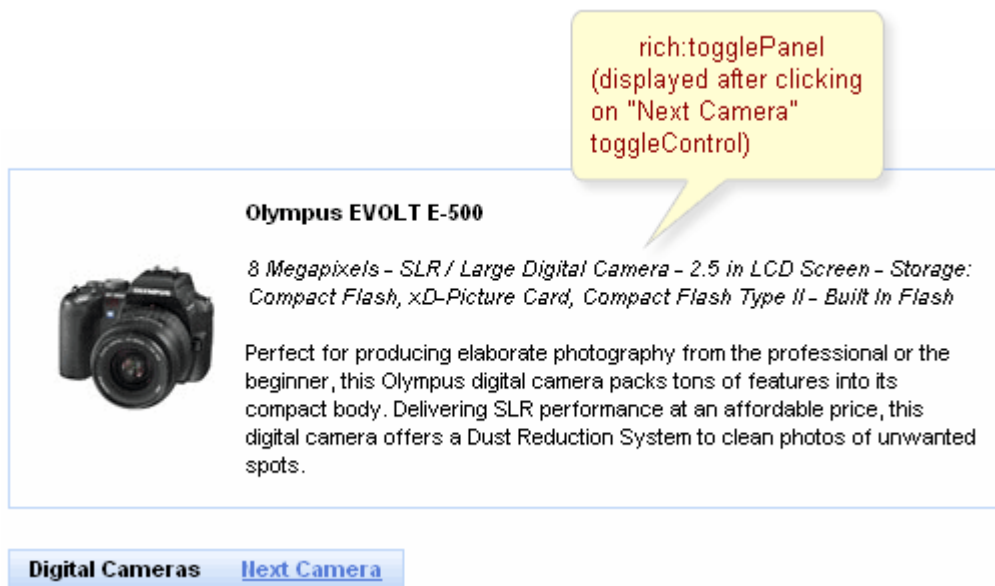 rich:togglePanel
(displayed after clicking
on "Next Camera"
toggleControl)
Olympus EVOLT E-500
8 Megapixels - SLR / Large Digital Camera - 2.5 in LCD Screen - Storage:
Compact Flash, xD-Picture Card, Compact Flash Type II - Built In Flash
OLYMPUS
Perfect for producing elaborate photography from the professional or the
beginner, this Olympus digital camera packs tons of features into its
compact body. Delivering SLR performance at an affordable price, this
digital camera offers a Dust Reduction System to clean photos of unwanted
spots.
Digital Cameras Next Camera